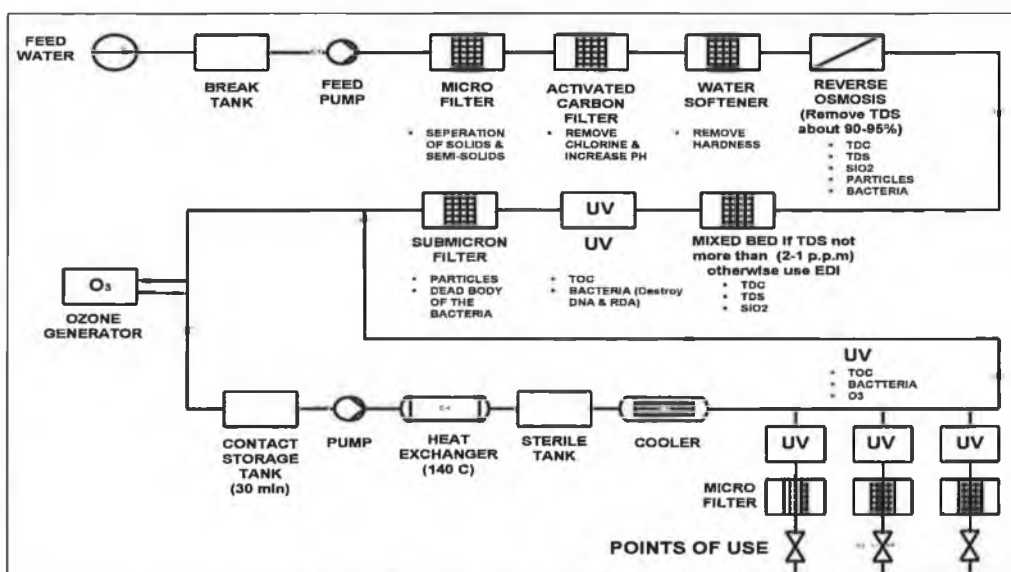 FEED
WATER
BREAK
TANK
FEED
PUMP
MICRO
FILTER
• SEPERATION
OF SOLIDS &
SEMI-SOLIDS
ACTIVATED
CARBON
FILTER
• REMOVE
CHLORINE &
INCREASE PH
WATER
SOFTENER
• REMOVE
HARDNESS
REVERSE
OSMOSIS
(Remove TDS
about 90-95%)
• TDC
• TDS
• SIO2
• PARTICLES
• BACTERIA
SUBMICRON
FILTER
• PARTICLES
• DEAD BODY
OF THE
BACTERIA
UV
UV
• TOC
• BACTERIA (Destroy
DNA & RDA)
MIXED BED If TDS not
more than (2-1 p.p.m)
otherwise use EDI
• TDC
• TDS
• SIO2
O3
OZONE
GENERATOR
CONTACT
STORAGE
TANK
(30 min)
PUMP
HEAT
EXCHANGER
(140 C)
STERILE
TANK
COOLER
UV
• TOC
• BACTTERIA
• O3
UV
UV
UV
MICRO
FILTER
POINTS OF USE